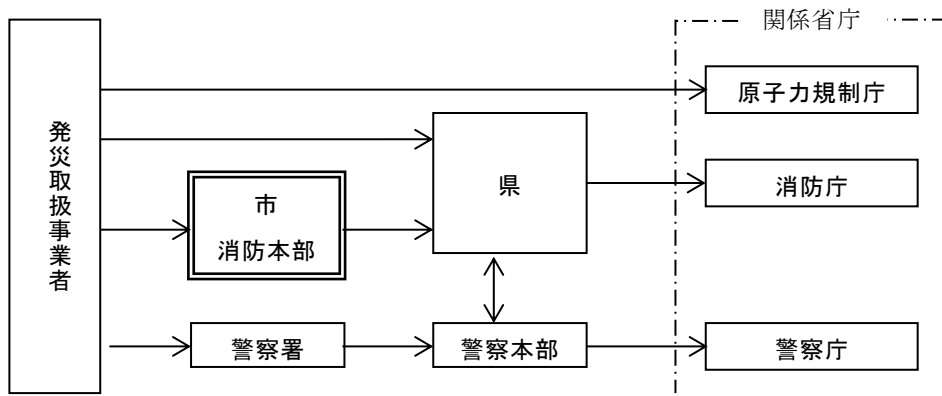 関係省庁
発災取扱事業者
原子力規制庁
県
消防庁
市
消防本部
警察署
警察本部
警察庁